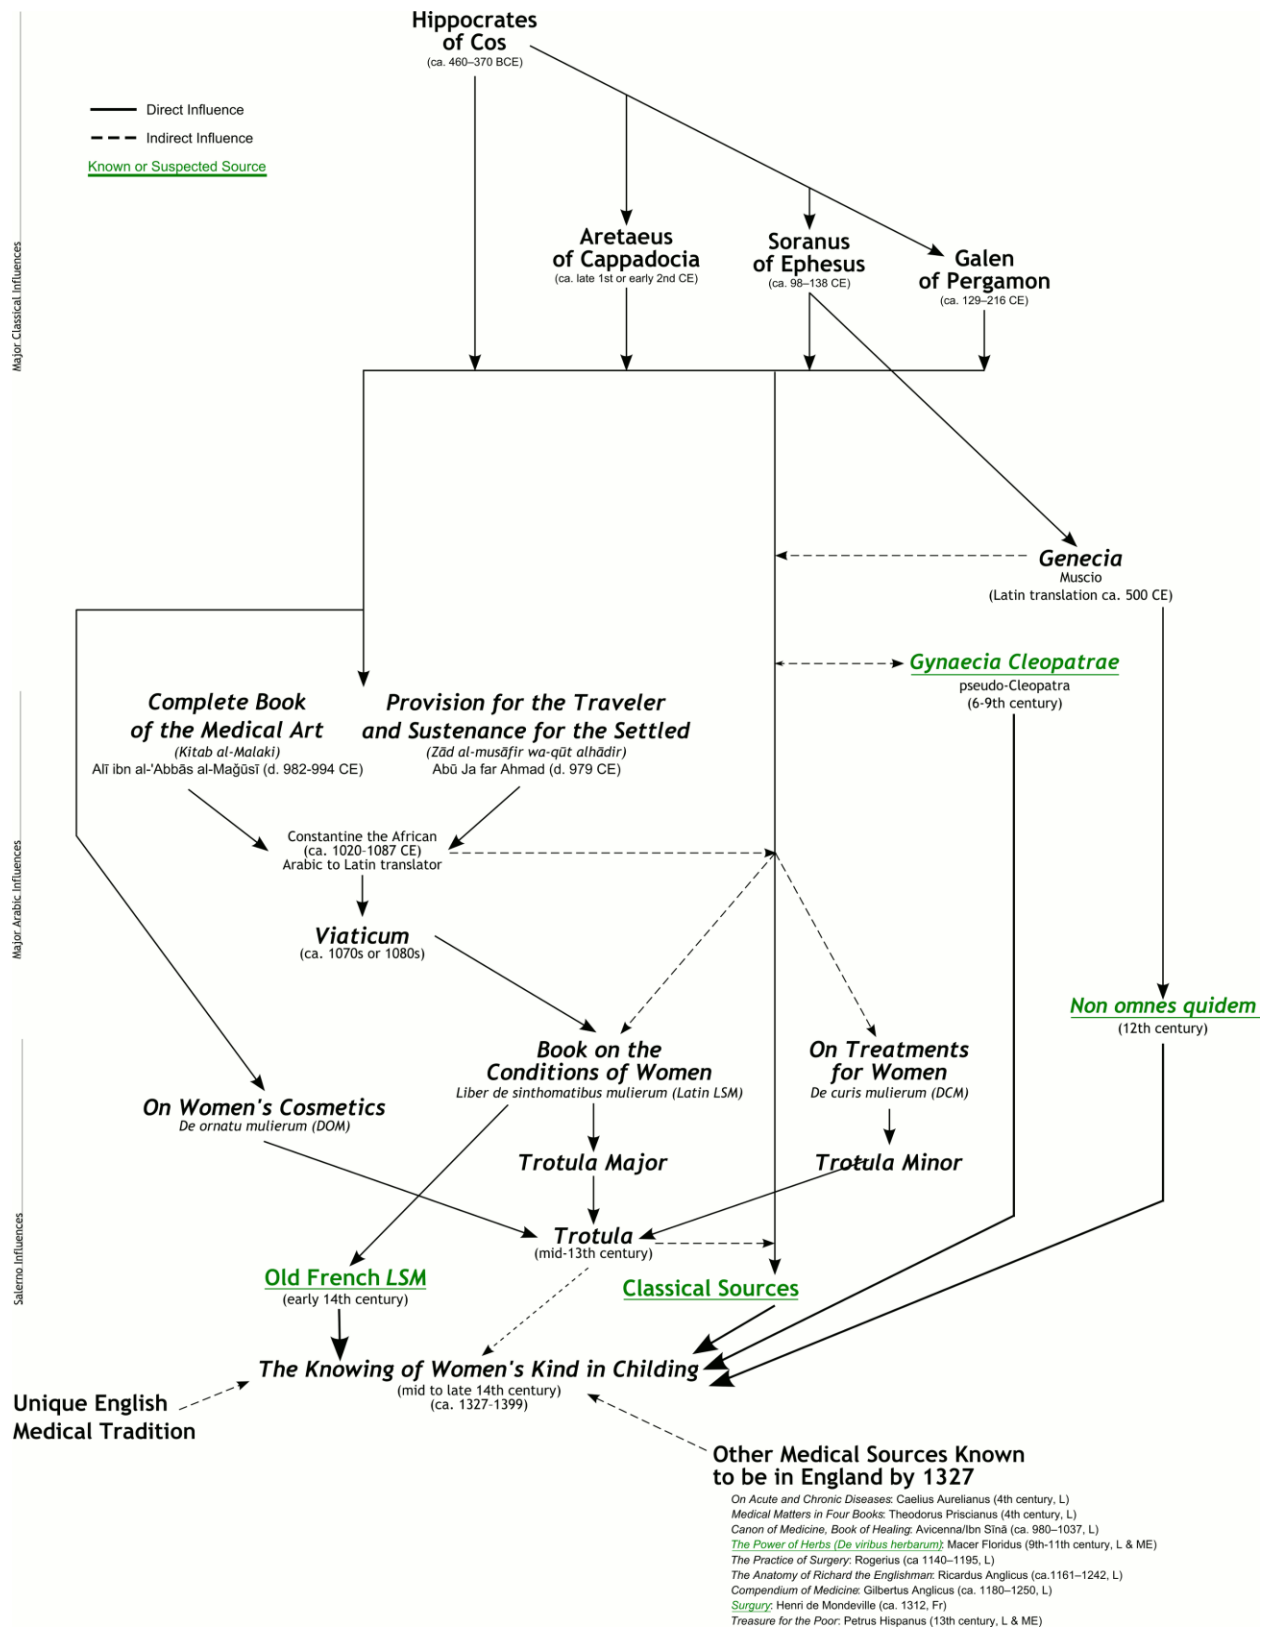 Hippocrates
of Cos
(ca. 460–370 BCE)
Direct Influence
Indirect Influence
Known or Suspected Source
Major Classical Influences
Aretaeus
of Cappadocia
(ca. late 1st or early 2nd CE)
Soranus
of Ephesus
(ca. 98–138 CE)
Galen
of Pergamon
(ca. 129–216 CE)
Genecia
Muscio
(Latin translation ca. 500 CE)
Gynaecia Cleopatrae
pseudo-Cleopatra
(6-9th century)
Major Arabic Influences
Complete Book
of the Medical Art
(Kitab al-Malaki)
Alī ibn al-'Abbās al-Maǧūsī (d. 982-994 CE)
Provision for the Traveler
and Sustenance for the Settled
(Zād al-musāfir wa-qūt alhādir)
Abū Ja far Ahmad (d. 979 CE)
Constantine the African
(ca. 1020-1087 CE)
Arabic to Latin translator
Viaticum
(ca. 1070s or 1080s)
Non omnes quidem
(12th century)
Salerno Influences
Book on the
Conditions of Women
Liber de sinthomatibus mulierum (Latin LSM)
On Treatments
for Women
De curis mulierum (DCM)
On Women's Cosmetics
De ornatu mulierum (DOM)
Trotula Major
Trotula Minor
Trotula
(mid-13th century)
Old French LSM
(early 14th century)
Classical Sources
The Knowing of Women's Kind in Childing
(mid to late 14th century)
(ca. 1327-1399)
Unique English
Medical Tradition
Other Medical Sources Known
to be in England by 1327
On Acute and Chronic Diseases: Caelius Aurelianus (4th century, L)
Medical Matters in Four Books: Theodorus Priscianus (4th century, L)
Canon of Medicine, Book of Healing: Avicenna/Ibn Sīnā (ca. 980–1037, L)
The Power of Herbs (De viribus herbarum): Macer Floridus (9th-11th century, L & ME)
The Practice of Surgery: Rogerius (ca 1140–1195, L)
The Anatomy of Richard the Englishman: Ricardus Anglicus (ca.1161–1242, L)
Compendium of Medicine: Gilbertus Anglicus (ca. 1180–1250, L)
Surgury: Henri de Mondeville (ca. 1312, Fr)
Treasure for the Poor: Petrus Hispanus (13th century, L & ME)